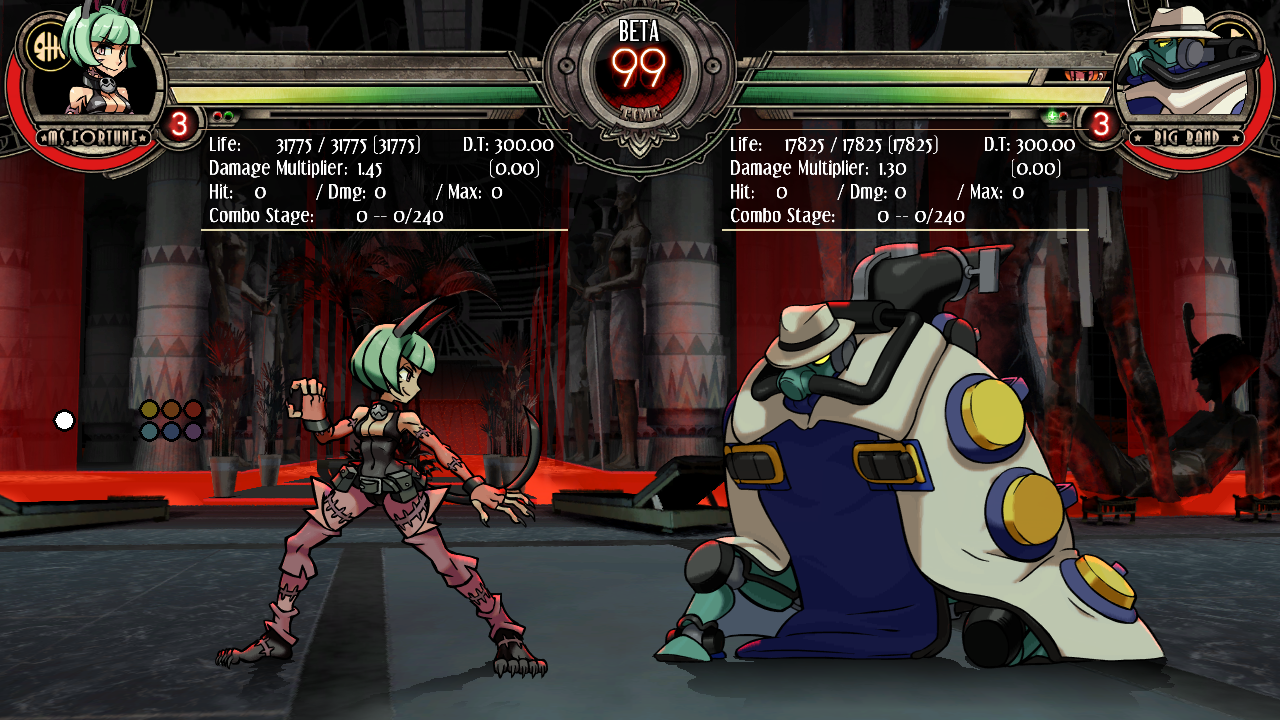 BETA
99
TIME
★MS. FORTUNE★
3
3
★ BIG BAND ★
Life: 31775 / 31775 [31775] D.T: 300.00
Damage Multiplier: 1.45 (0.00)
Hit: 0 / Dmg: 0 / Max: 0
Combo Stage: 0 -- 0/240
Life: 17825 / 17825 [17825] D.T: 300.00
Damage Multiplier: 1.30 (0.00)
Hit: 0 / Dmg: 0 / Max: 0
Combo Stage: 0 -- 0/240